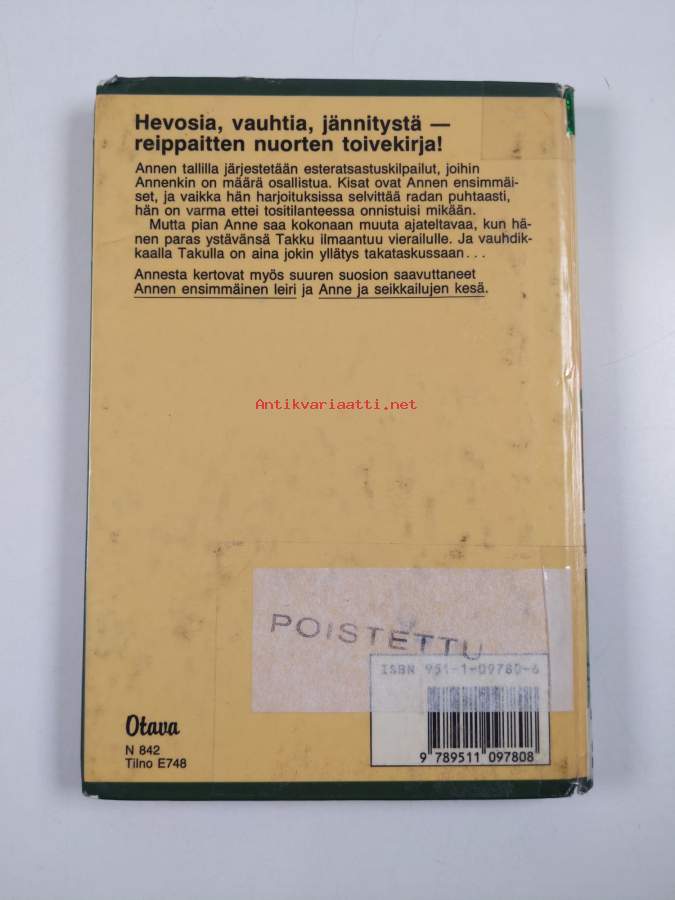 Hevosia, vauhtia, jännitystä —
reippaitten nuorten toivekirja!
Annen tallilla järjestetään esteratsastuskilpailut, joihin
Annenkin on määrä osallistua. Kisat ovat Annen ensimmäi-
set, ja vaikka hän harjoituksissa selvittää radan puhtaasti,
hän on varma ettei tositilanteessa onnistuisi mikään.
Mutta pian Anne saa kokonaan muuta ajateltavaa, kun hä-
nen paras ystävänsä Takku ilmaantuu vierailulle. Ja vauhdik-
kaalla Takulla on aina jokin yllätys takataskussaan...
Annesta kertovat myös suuren suosion saavuttaneet
Annen ensimmäinen leiri ja Anne ja seikkailujen kesä.
Antikvariaatti.net
POISTETTU
ISBN 951-1-09780-6
Otava
N 842
Tilno E748
9 789511 097808